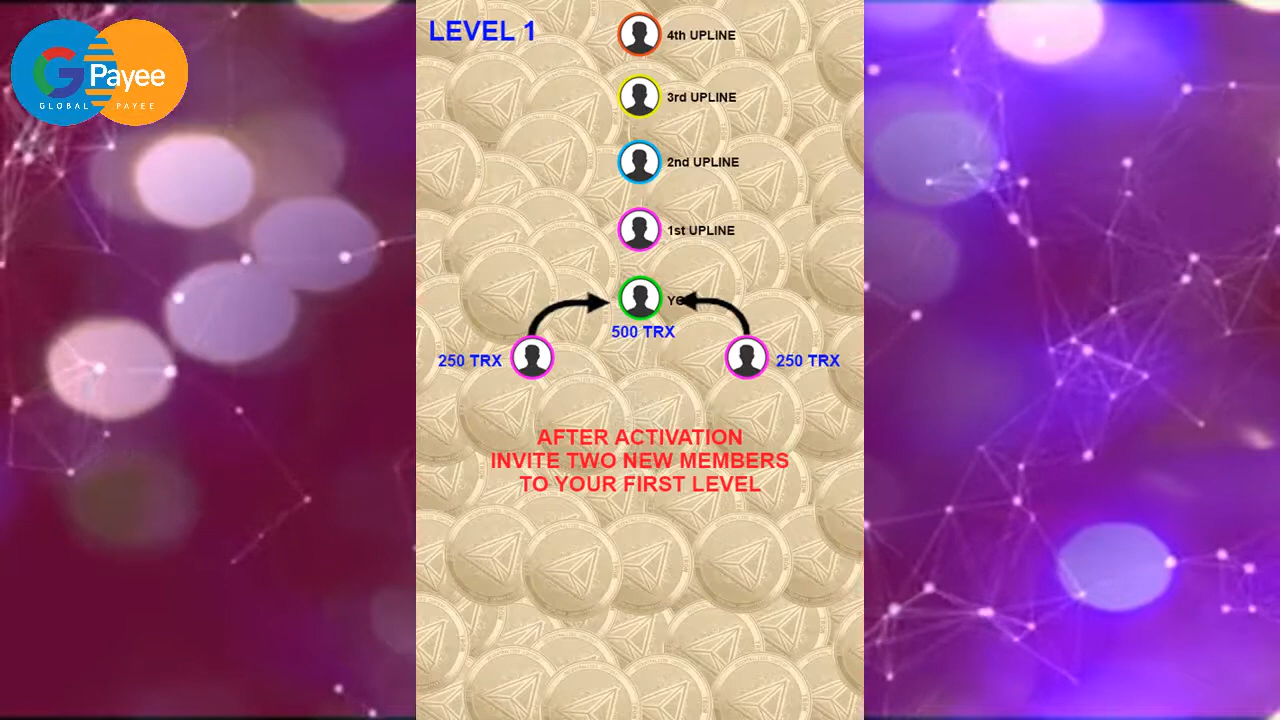 G Payee
GLOBAL PAYEE
LEVEL 1
4th UPLINE
3rd UPLINE
2nd UPLINE
1st UPLINE
500 TRX
250 TRX
250 TRX
AFTER ACTIVATION
INVITE TWO NEW MEMBERS
TO YOUR FIRST LEVEL